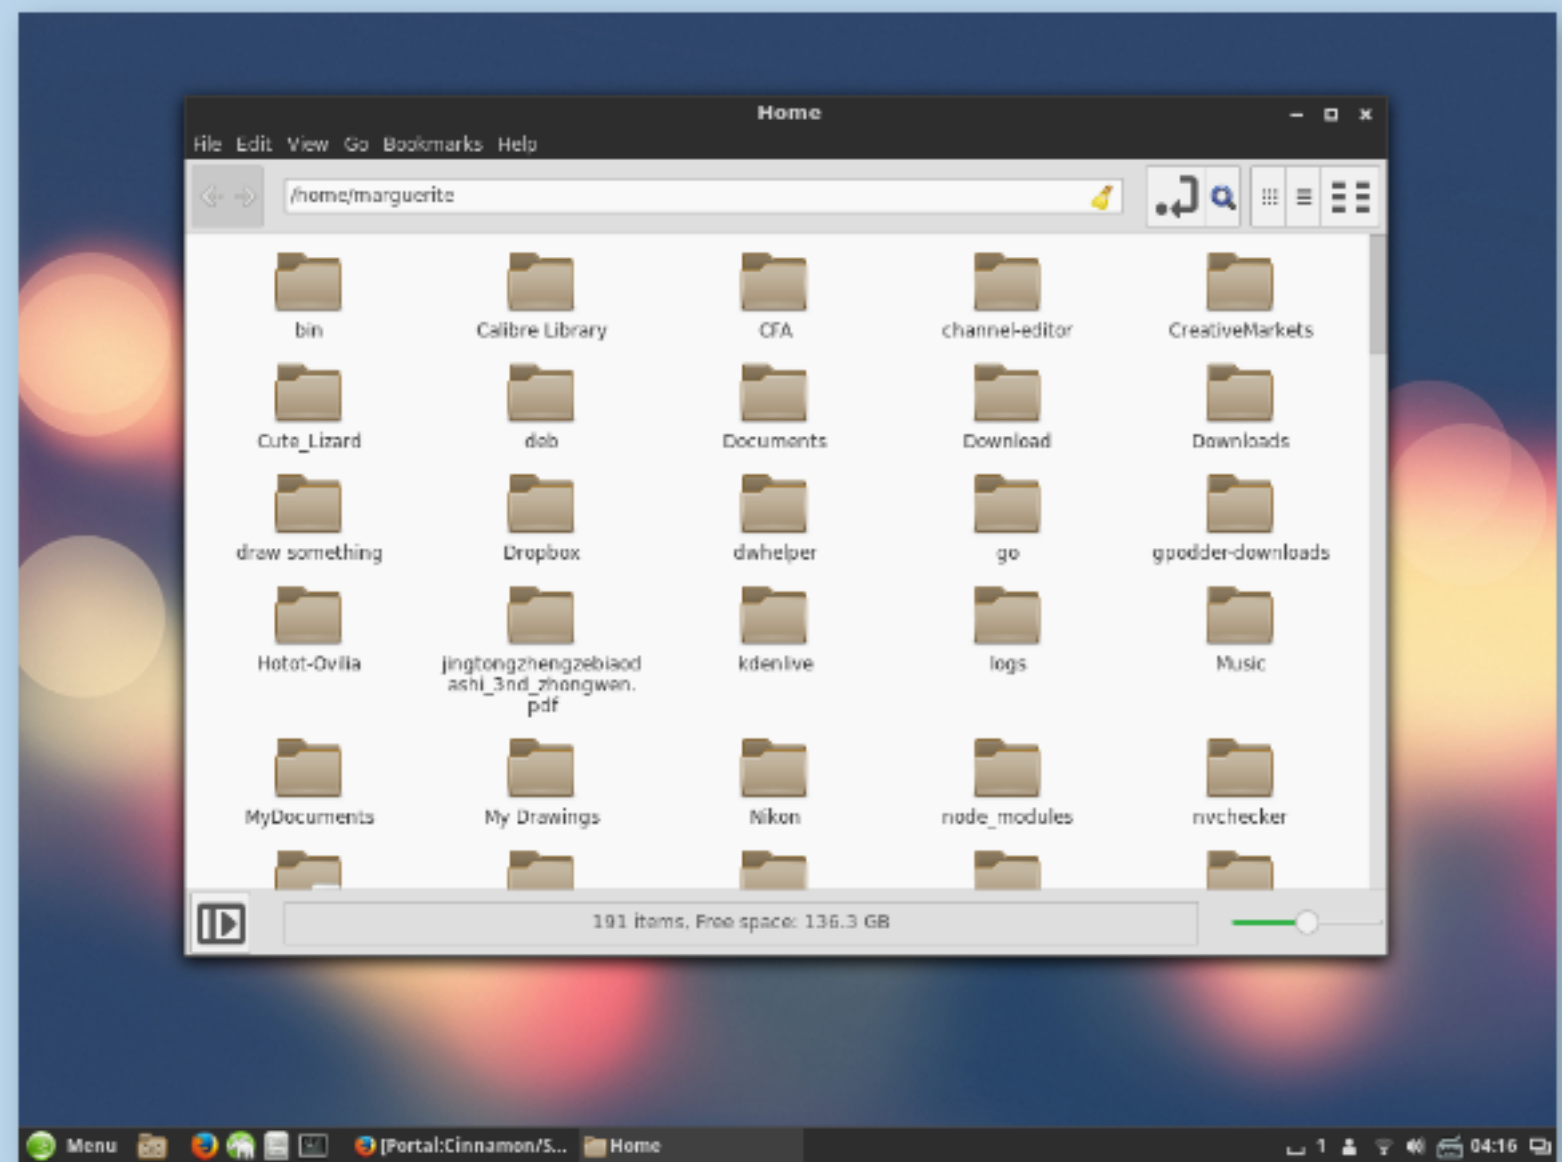 Home
File Edit View Go Bookmarks Help
/home/marguerite
bin Calibre Library CFA channel-editor CreativeMarkets
Cute_Lizard deb Documents Download Downloads
draw something Dropbox dwhelper go gpodder-downloads
Hotot-Ovilia jingtongzhengzebiaod kdenlive logs Music
ashi_3nd_zhongwen.
pdf
MyDocuments My Drawings Nikon node_modules nvchecker
191 items, Free space: 136.3 GB
Menu [Portal:Cinnamon/S... Home 1 04:16